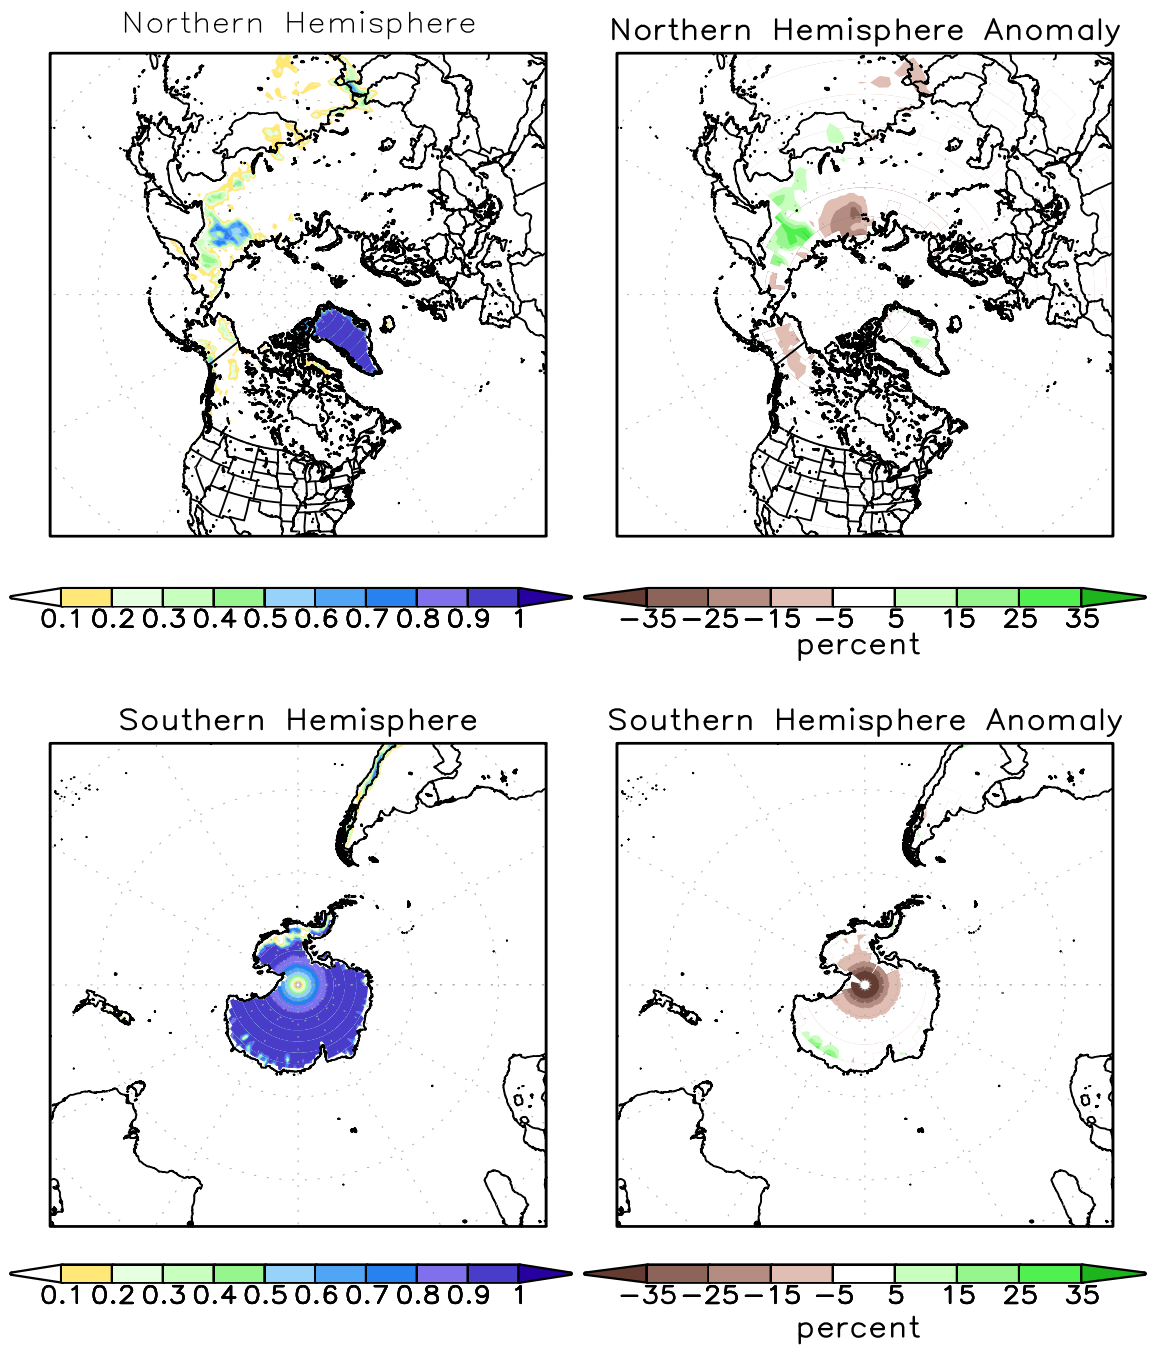 Northern Hemisphere
Northern Hemisphere Anomaly
0.1 0.2 0.3 0.4 0.5 0.6 0.7 0.8 0.9 1
−35 −25 −15 −5 5 15 25 35
percent
Southern Hemisphere
Southern Hemisphere Anomaly
0.1 0.2 0.3 0.4 0.5 0.6 0.7 0.8 0.9 1
−35 −25 −15 −5 5 15 25 35
percent